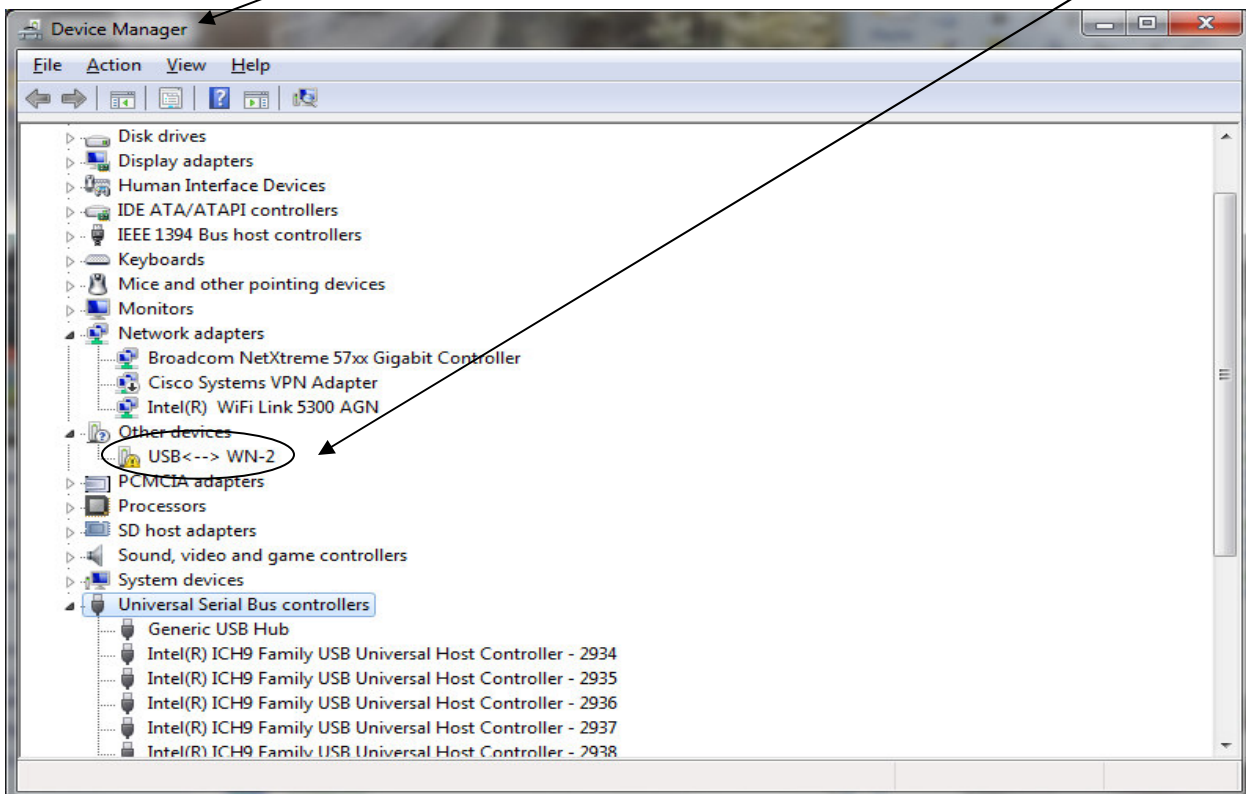 Device Manager
File Action View Help
Disk drives
Display adapters
Human Interface Devices
IDE ATA/ATAPI controllers
IEEE 1394 Bus host controllers
Keyboards
Mice and other pointing devices
Monitors
Network adapters
Broadcom NetXtreme 57xx Gigabit Controller
Cisco Systems VPN Adapter
Intel(R) WiFi Link 5300 AGN
Other devices
USB<--> WN-2
PCMCIA adapters
Processors
SD host adapters
Sound, video and game controllers
System devices
Universal Serial Bus controllers
Generic USB Hub
Intel(R) ICH9 Family USB Universal Host Controller - 2934
Intel(R) ICH9 Family USB Universal Host Controller - 2935
Intel(R) ICH9 Family USB Universal Host Controller - 2936
Intel(R) ICH9 Family USB Universal Host Controller - 2937
Intel(R) ICH9 Family USB Universal Host Controller - 2938